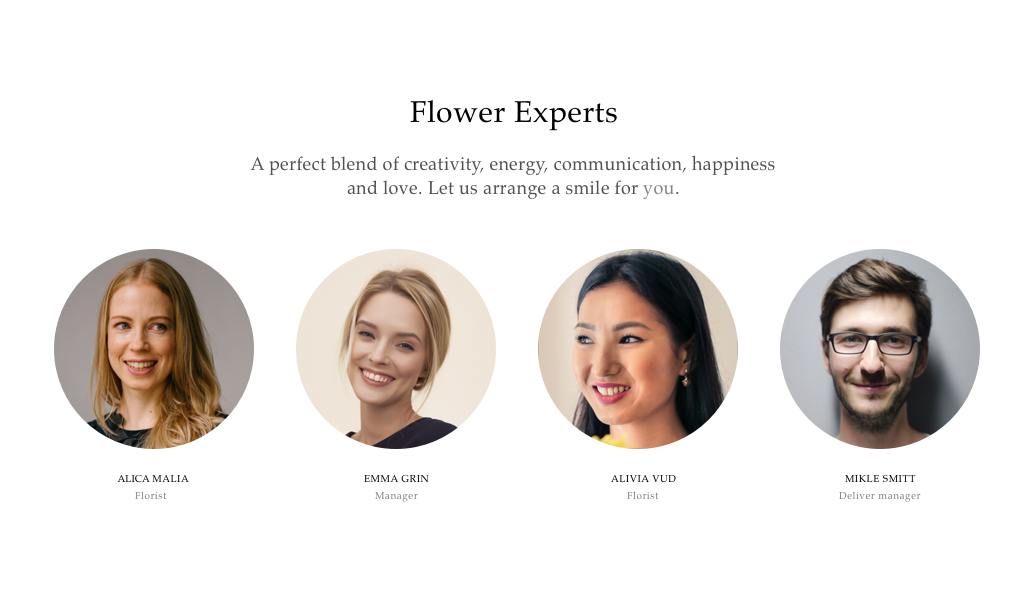 Flower Experts
A perfect blend of creativity, energy, communication, happiness
and love. Let us arrange a smile for you.
ALICA MALIA
Florist
EMMA GRIN
Manager
ALIVIA VUD
Florist
MIKLE SMITT
Deliver manager